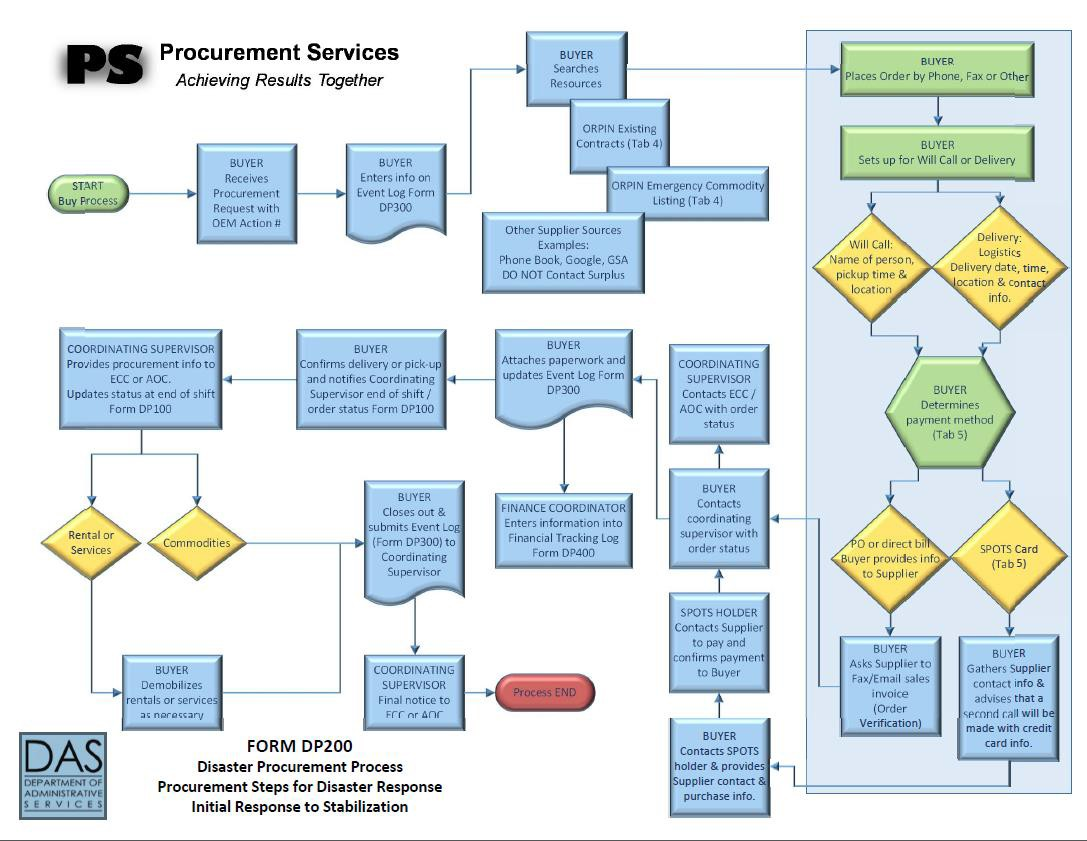 PS
Procurement Services
Achieving Results Together
START
Buy Process
BUYER
Receives
Procurement
Request with
OEM Action #
BUYER
Enters info on
Event Log Form
DP300
BUYER
Searches
Resources
ORPIN Existing
Contracts (Tab 4)
ORPIN Emergency Commodity
Listing (Tab 4)
Other Supplier Sources
Examples:
Phone Book, Google, GSA
DO NOT Contact Surplus
BUYER
Places Order by Phone, Fax or Other
BUYER
Sets up for Will Call or Delivery
Will Call:
Name of person,
pickup time &
location
Delivery:
Logistics
Delivery date, time,
location & contact
info.
BUYER
Determines
payment method
(Tab 5)
PO or direct bill
Buyer provides info
to Supplier
SPOTS Card
(Tab 5)
BUYER
Asks Supplier to
Fax/Email sales
invoice
(Order
Verification)
BUYER
Gathers Supplier
contact info &
advises that a
second call will be
made with credit
card info.
BUYER
Contacts SPOTS
holder & provides
Supplier contact &
purchase info.
SPOTS HOLDER
Contacts Supplier
to pay and
confirms payment
to Buyer
BUYER
Contacts
coordinating
supervisor with
order status
COORDINATING
SUPERVISOR
Contacts ECC /
AOC with order
status
BUYER
Attaches paperwork and
updates Event Log Form
DP300
FINANCE COORDINATOR
Enters information into
Financial Tracking Log
Form DP400
BUYER
Confirms delivery or pick-up
and notifies Coordinating
Supervisor end of shift /
order status Form DP100
COORDINATING SUPERVISOR
Provides procurement info to
ECC or AOC.
Updates status at end of shift
Form DP100
Rental or
Services
Commodities
BUYER
Demobilizes
rentals or services
as necessary
BUYER
Closes out &
submits Event Log
(Form DP300) to
Coordinating
Supervisor
COORDINATING
SUPERVISOR
Final notice to
ECC or AOC
Process END
DAS
DEPARTMENT OF
ADMINISTRATIVE
SERVICES
FORM DP200
Disaster Procurement Process
Procurement Steps for Disaster Response
Initial Response to Stabilization